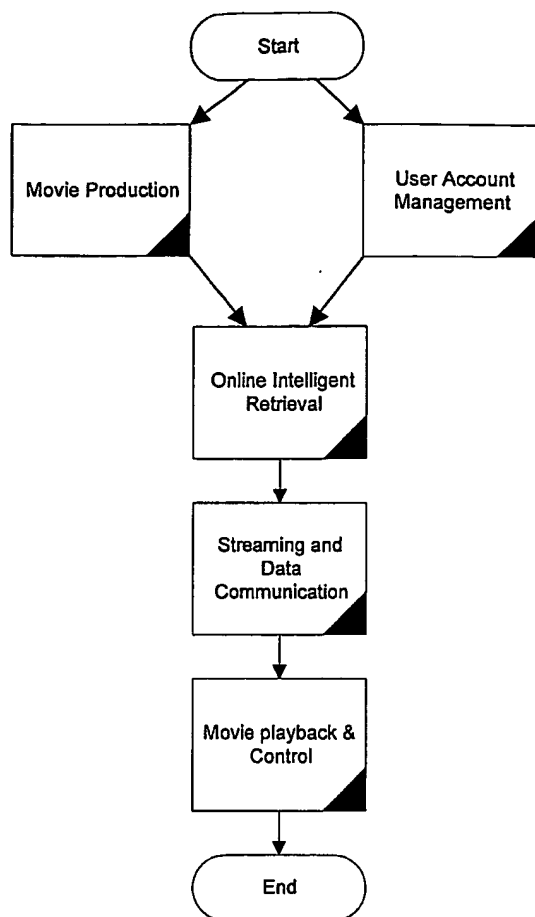 Start
Movie Production
User Account
Management
Online Intelligent
Retrieval
Streaming and
Data
Communication
Movie playback &
Control
End